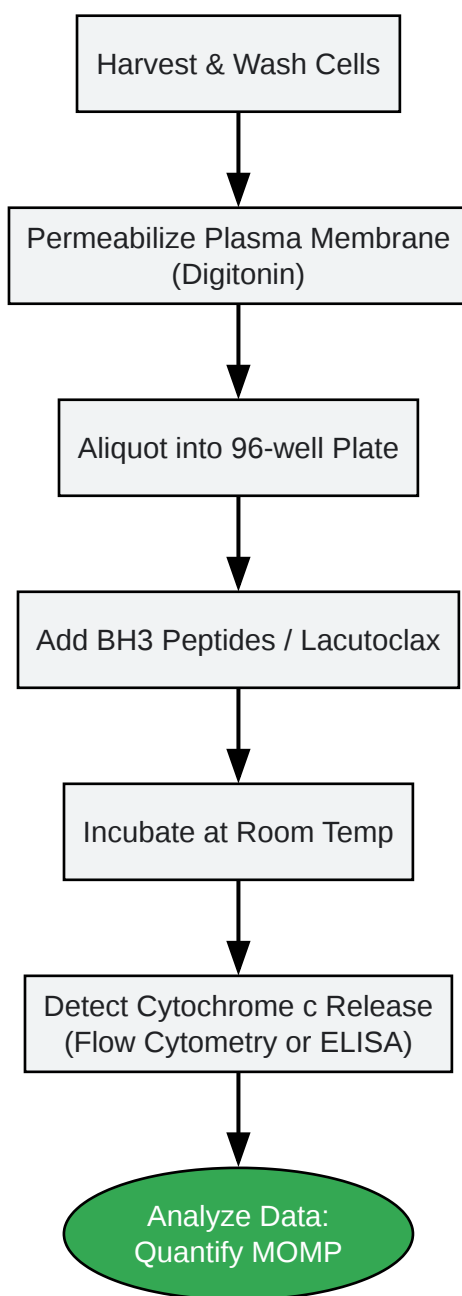 Harvest & Wash Cells
Permeabilize Plasma Membrane
(Digitonin)
Aliquot into 96-well Plate
Add BH3 Peptides / Lacutoclax
Incubate at Room Temp
Detect Cytochrome c Release
(Flow Cytometry or ELISA)
Analyze Data:
Quantify MOMP